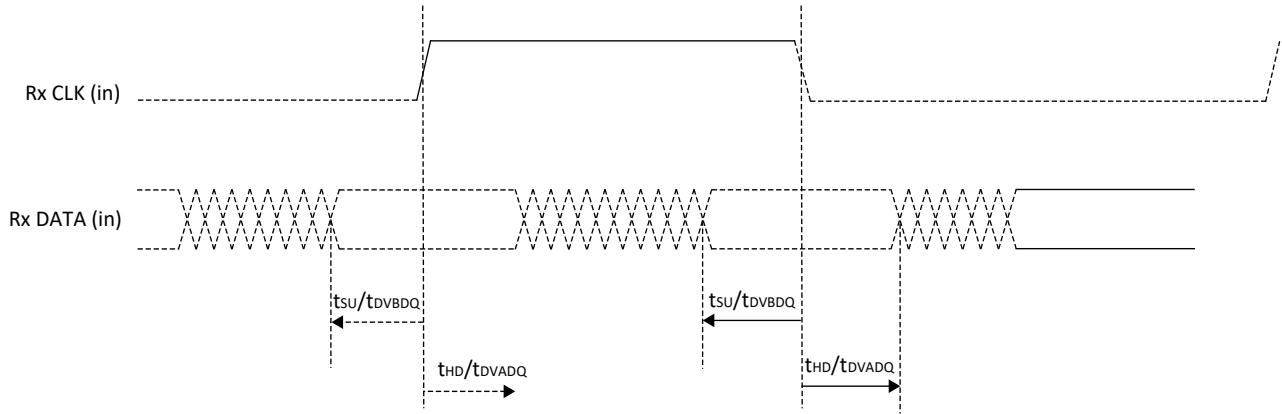 Rx CLK (in)
Rx DATA (in)
tSU/tDVBDQ
tSU/tDVBDQ
tHD/tDVADQ
tHD/tDVADQ